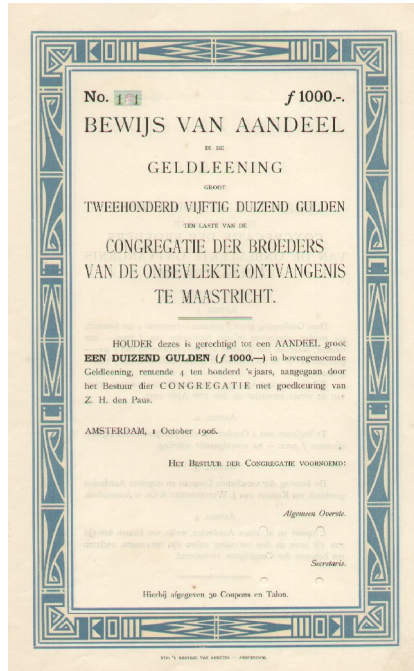 No. 121 ƒ 1000.-.
BEWIJS VAN AANDEEL
IN DE
GELDLEENING
GROOT
TWEEHONDERD VIJFTIG DUIZEND GULDEN
TEN LASTE VAN DE
CONGREGATIE DER BROEDERS
VAN DE ONBEVLEKTE ONTVANGENIS
TE MAASTRICHT.
HOUDER dezes is gerechtigd tot een AANDEEL groot
EEN DUIZEND GULDEN (ƒ 1000.—) in bovengenoemde
Geldleening, rentende 4 ten honderd 's jaars, aangegaan door
het Bestuur dier CONGREGATIE met goedkeuring van
Z. H. den Paus.
AMSTERDAM, 1 October 1906.
HET BESTUUR DER CONGREGATIE VOORNOEMD:
Algemeen Overste.
Secretaris.
Hierbij afgegeven 30 Coupons en Talon.